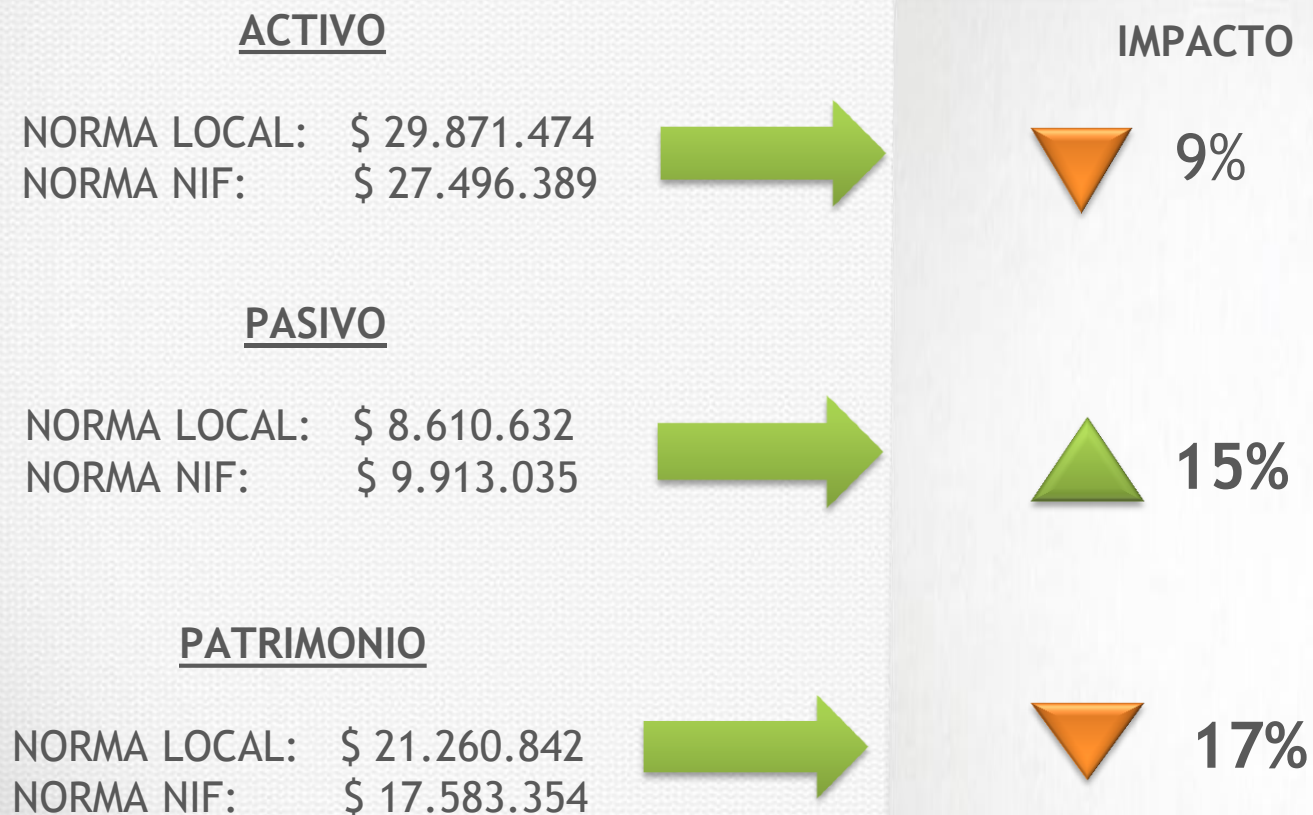 ACTIVO
IMPACTO
NORMA LOCAL: $ 29.871.474
NORMA NIF: $ 27.496.389
9%
PASIVO
NORMA LOCAL: $ 8.610.632
NORMA NIF: $ 9.913.035
15%
PATRIMONIO
NORMA LOCAL: $ 21.260.842
NORMA NIF: $ 17.583.354
17%